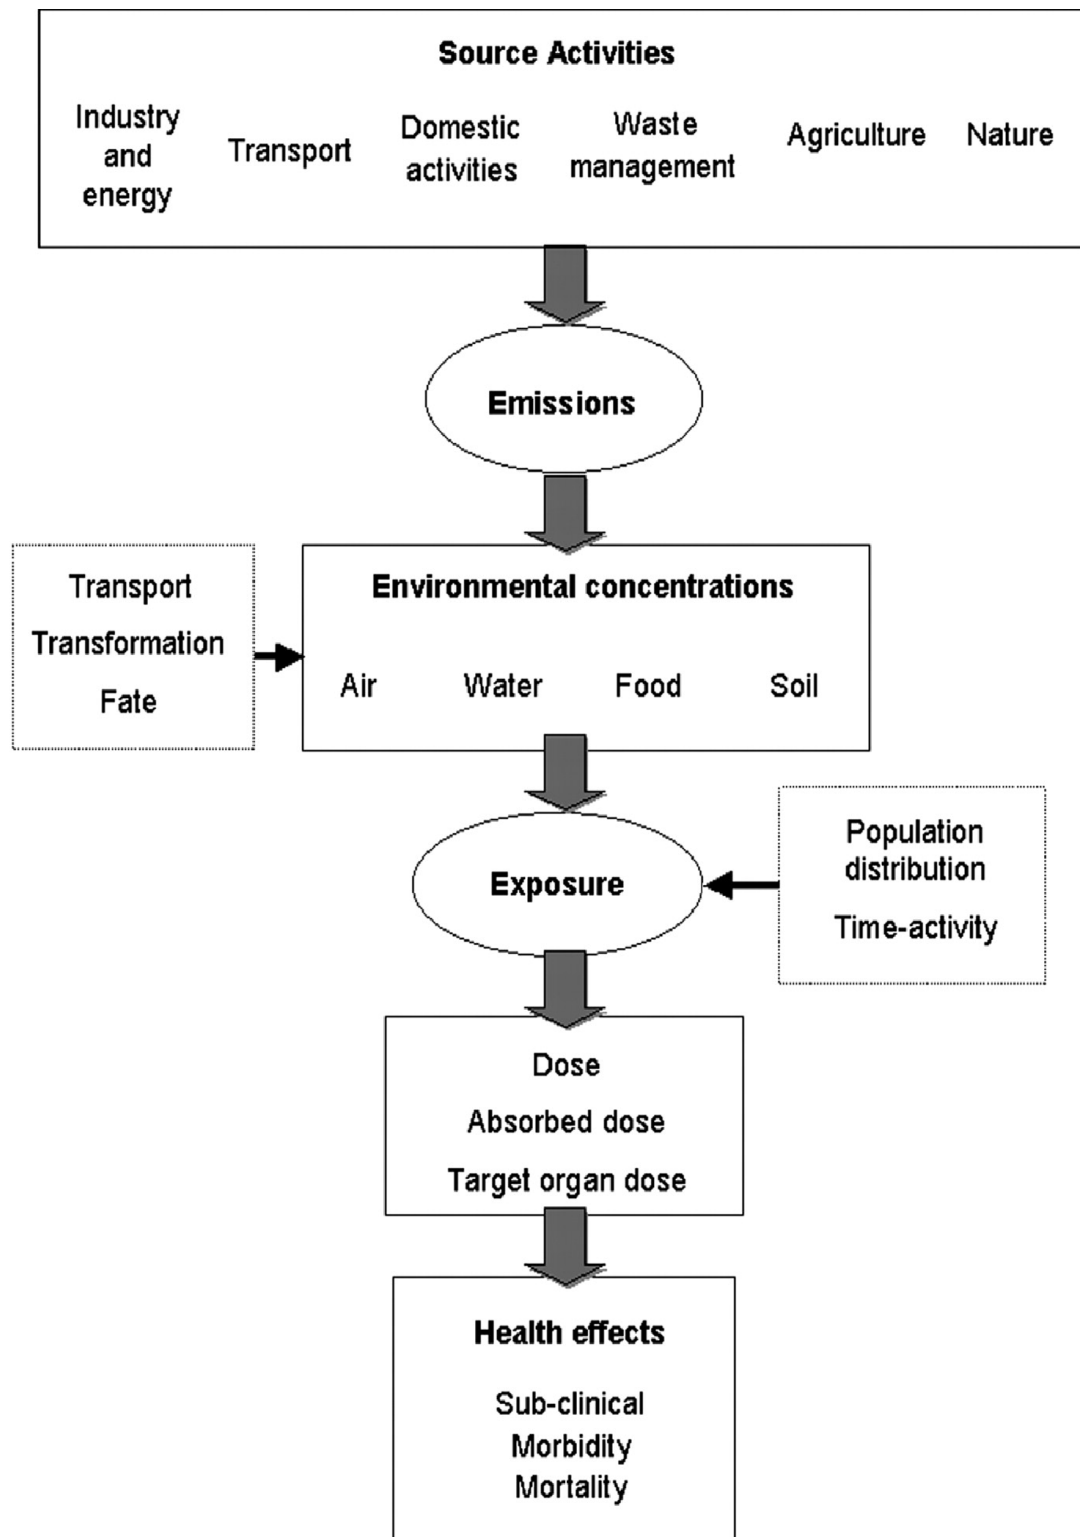 Source Activities
Industry
and
energy
Transport
Domestic
activities
Waste
management
Agriculture
Nature
Emissions
Transport
Transformation
Fate
Environmental concentrations
Air Water Food Soil
Population
distribution
Time-activity
Exposure
Dose
Absorbed dose
Target organ dose
Health effects
Sub-clinical
Morbidity
Mortality